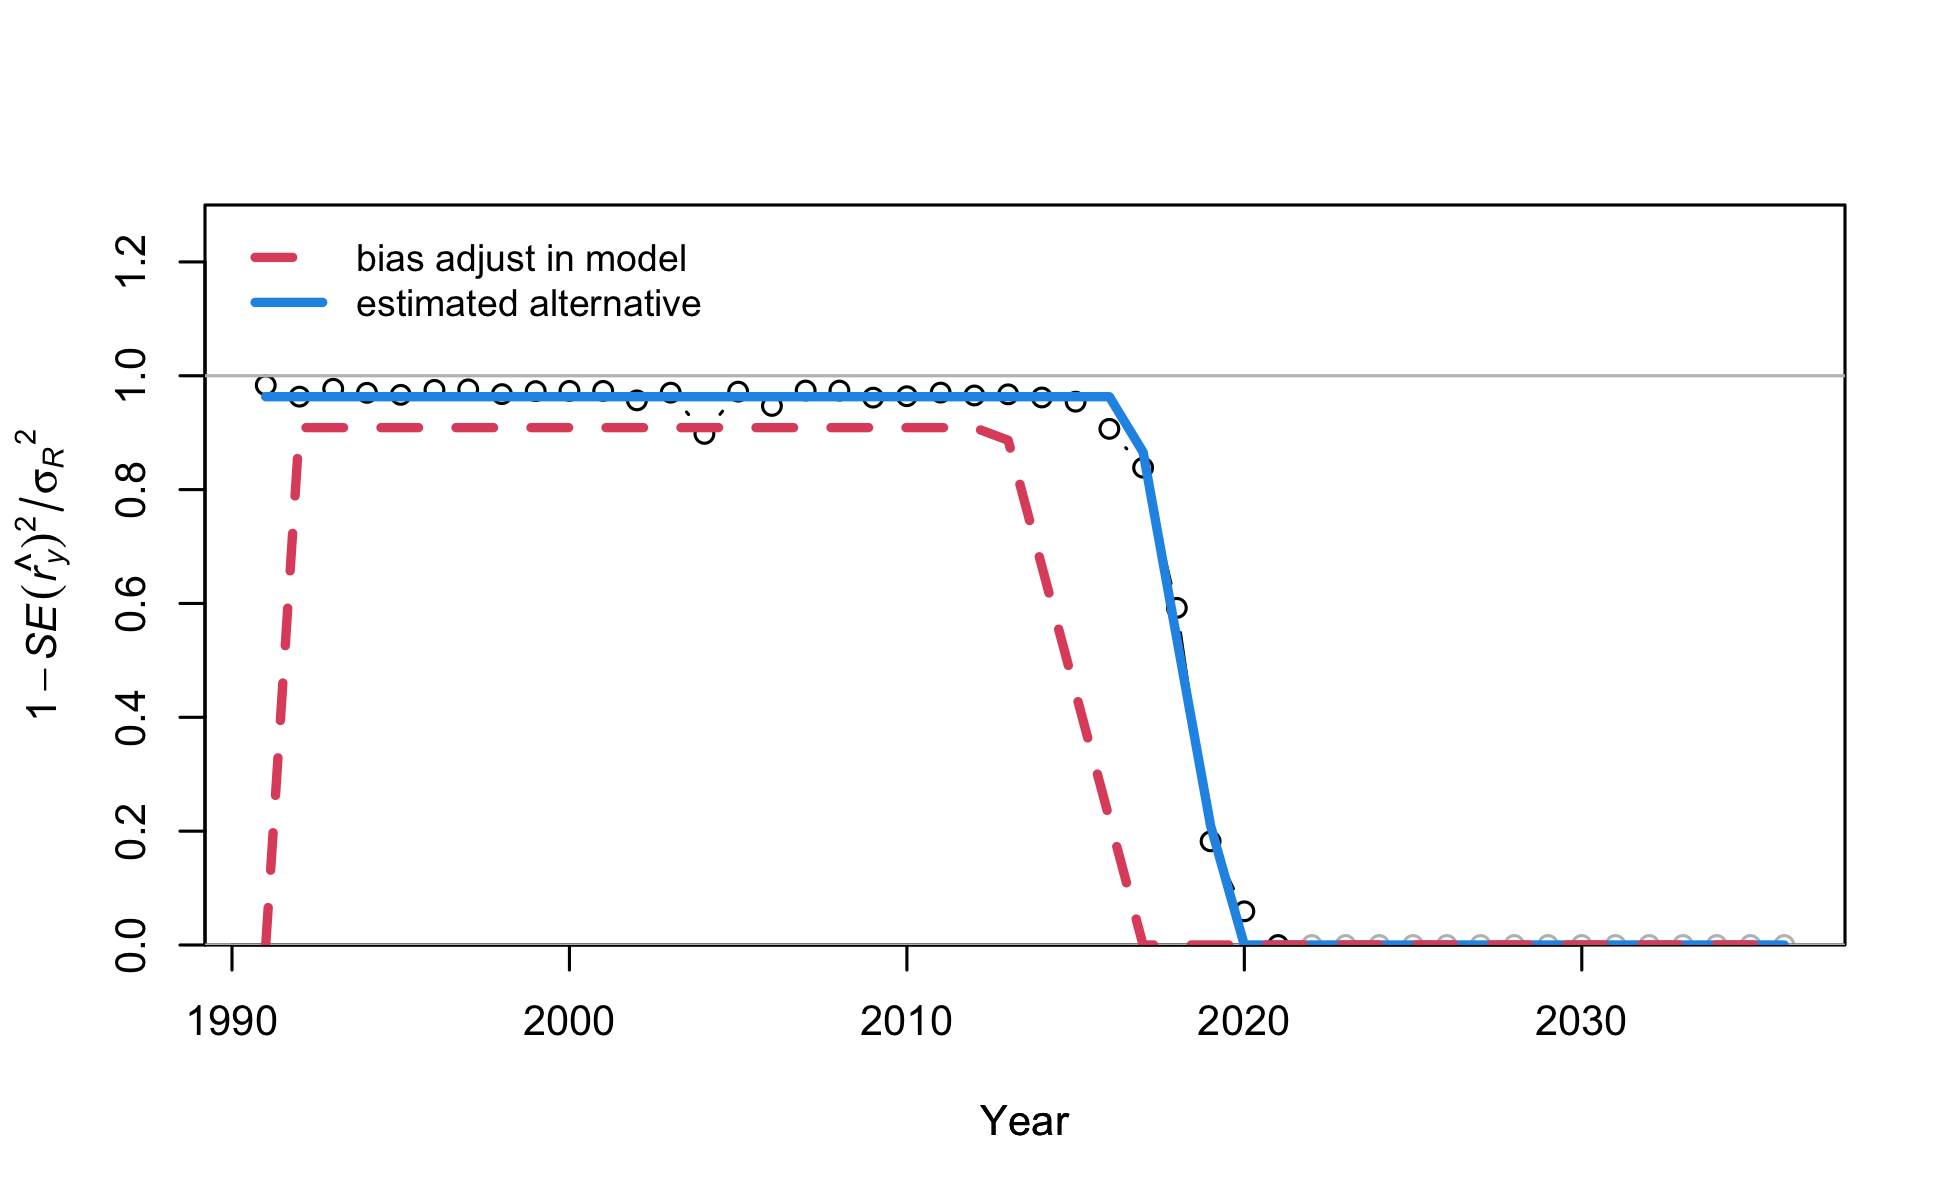 bias adjust in model
estimated alternative
1 − SE(r̂y)²/σR²
1.2
1.0
0.8
0.6
0.4
0.2
0.0
1990 2000 2010 2020 2030
Year